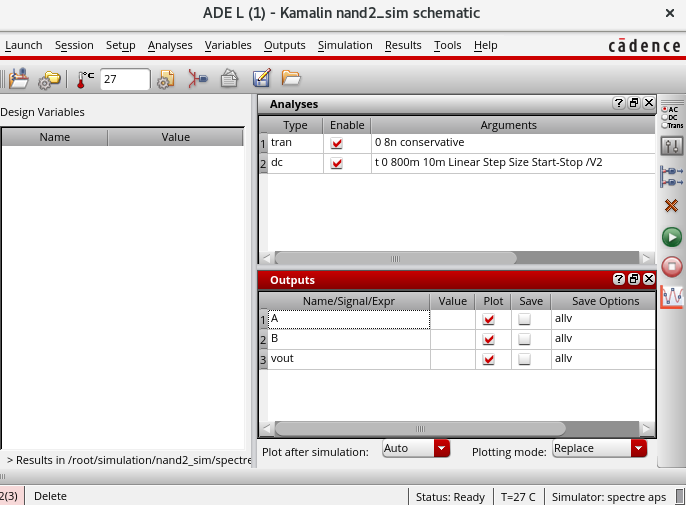 ADE L (1) - Kamalin nand2_sim schematic
Launch Session Setup Analyses Variables Outputs Simulation Results Tools Help cādence
°C 27
Design Variables
Name Value
Analyses
Type Enable Arguments
1 tran 0 8n conservative
2 dc t 0 800m 10m Linear Step Size Start-Stop /V2
AC
DC
Trans
Outputs
Name/Signal/Expr Value Plot Save Save Options
1 A allv
2 B allv
3 vout allv
> Results in /root/simulation/nand2_sim/spectre
Plot after simulation: Auto Plotting mode: Replace
2(3) Delete Status: Ready T=27 C Simulator: spectre aps